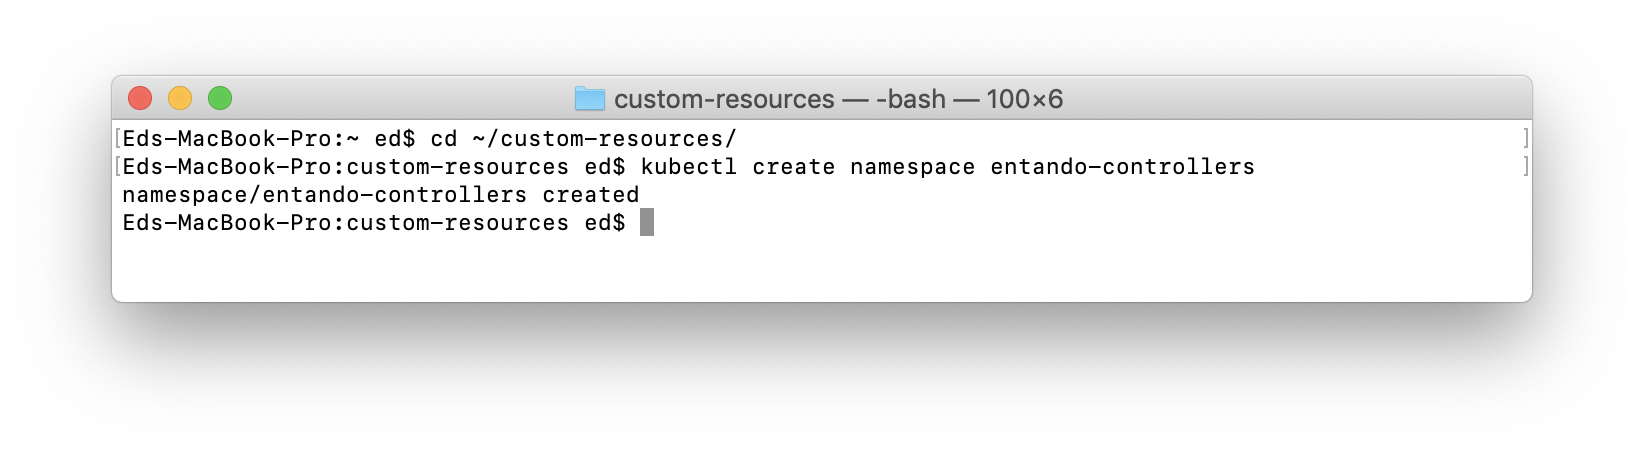 custom-resources — -bash — 100×6
[Eds-MacBook-Pro:~ ed$ cd ~/custom-resources/ ]
[Eds-MacBook-Pro:custom-resources ed$ kubectl create namespace entando-controllers ]
namespace/entando-controllers created
Eds-MacBook-Pro:custom-resources ed$